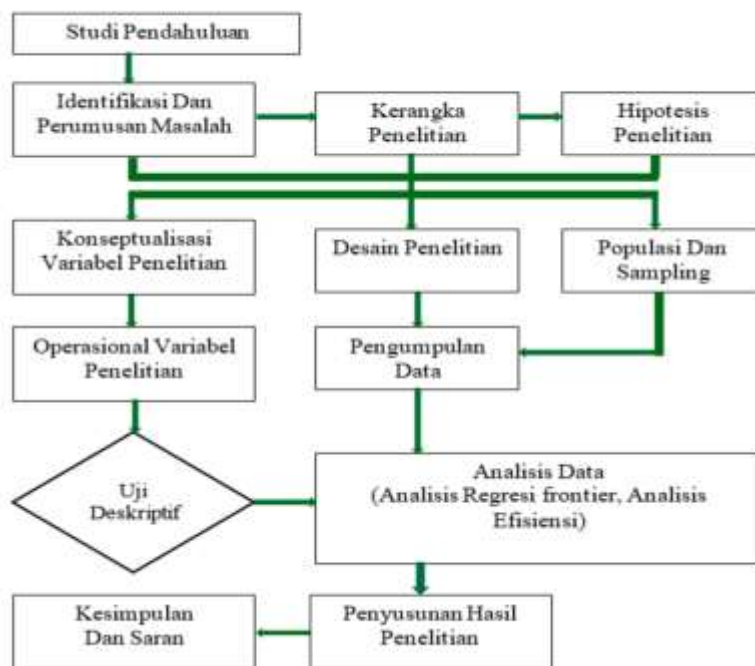 Studi Pendahuluan
Identifikasi Dan
Perumusan Masalah
Kerangka
Penelitian
Hipotesis
Penelitian
Konseptualisasi
Variabel Penelitian
Desain Penelitian
Populasi Dan
Sampling
Operasional Variabel
Penelitian
Pengumpulan
Data
Uji
Deskriptif
Analisis Data
(Analisis Regresi frontier, Analisis
Efisiensi)
Kesimpulan
Dan Saran
Penyusunan Hasil
Penelitian